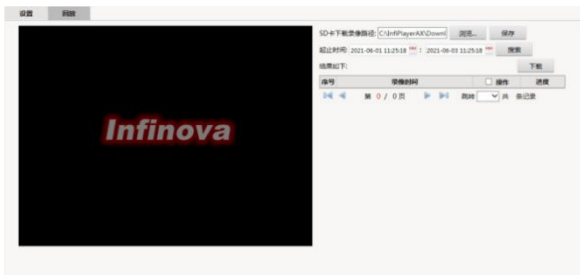 设置 回放
SD卡下载录像路径: C:\InfiPlayerAX\Downl 浏览... 保存
起止时间: 2021-06-01 11:25:18 : 2021-06-03 11:25:18 搜索
结果如下: 下载
序号 录像时间 操作 进度
第 0 / 0 页 跳转 共 条记录
Infinova